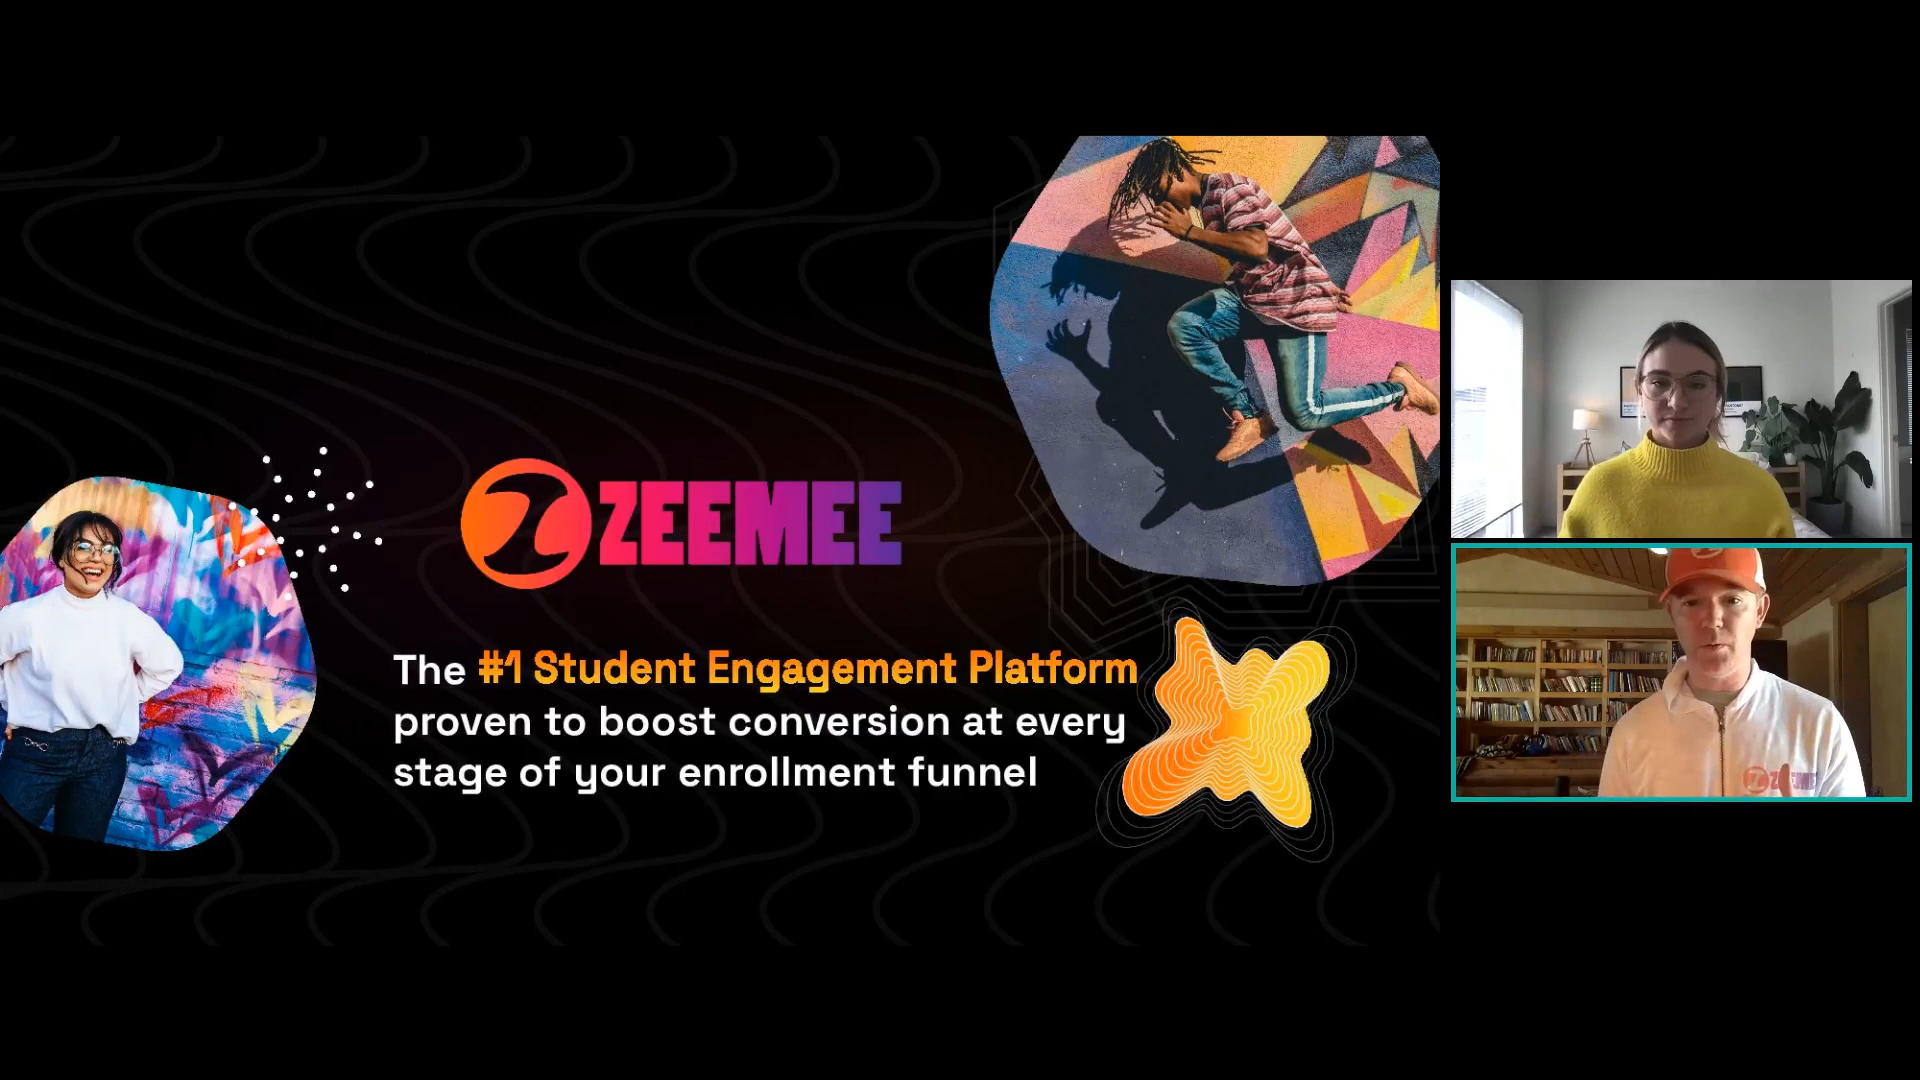 ZEEMEE
The #1 Student Engagement Platform
proven to boost conversion at every
stage of your enrollment funnel